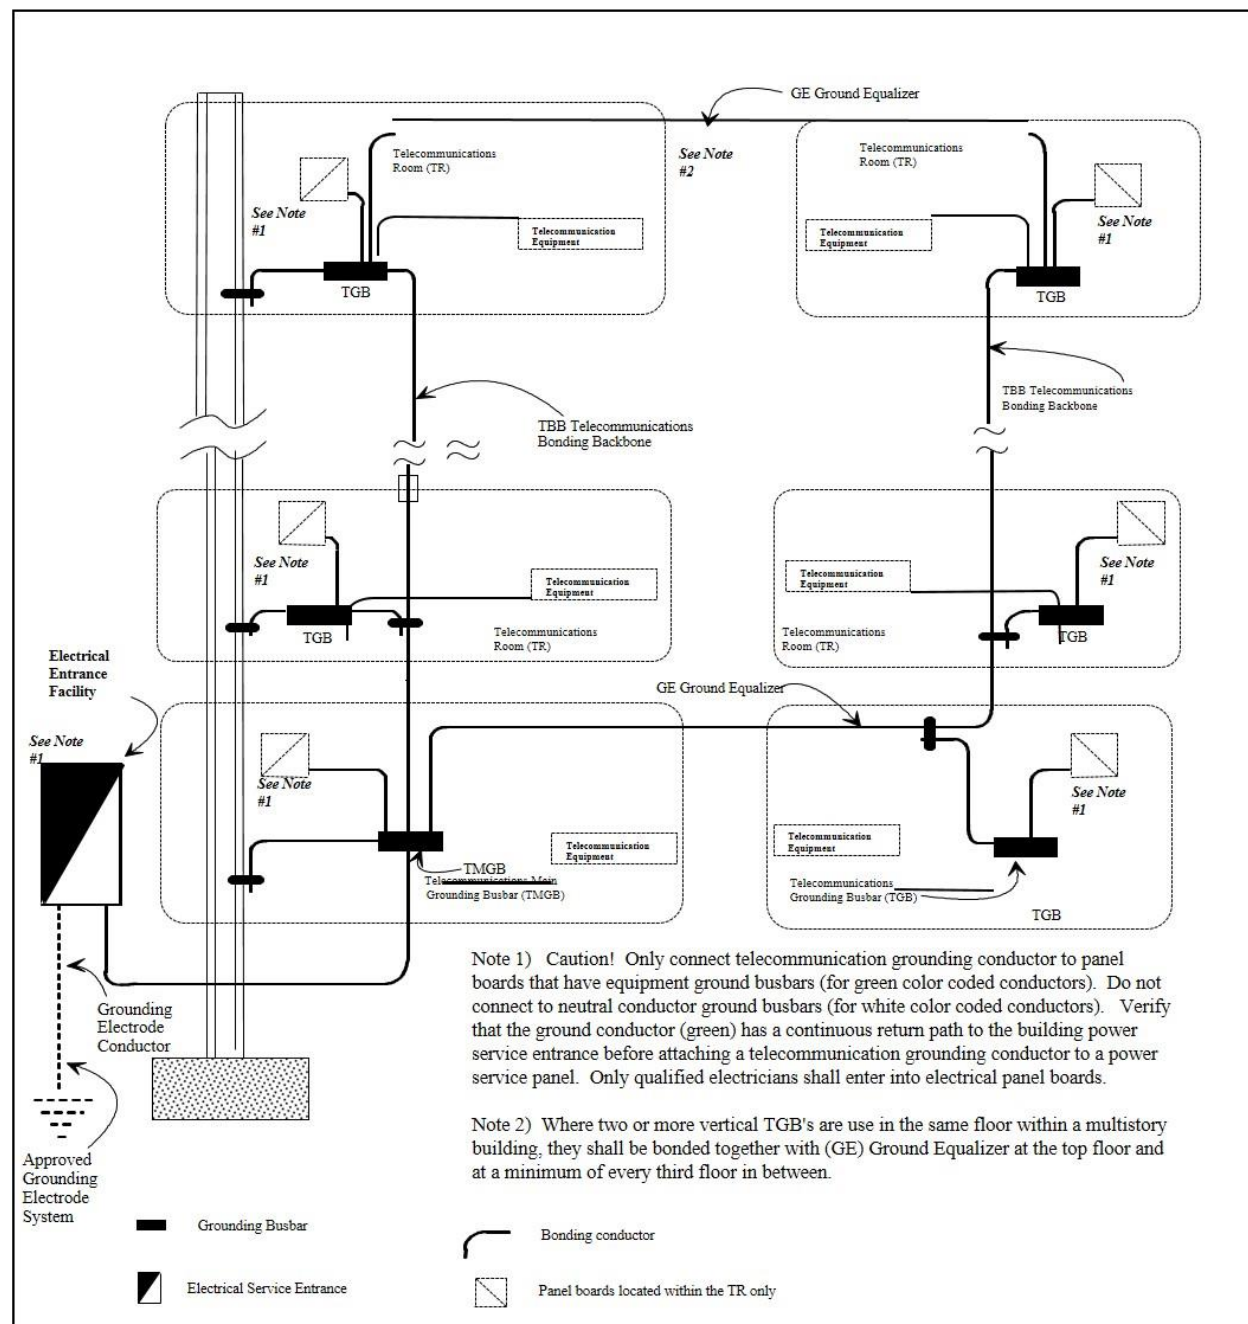 GE Ground Equalizer
Telecommunications
Room (TR)
See Note
#2
Telecommunications
Room (TR)
See Note
#1
Telecommunication
Equipment
TGB
Telecommunication
Equipment
See Note
#1
TGB
TBB Telecommunications
Bonding Backbone
TBB Telecommunications
Bonding Backbone
See Note
#1
Telecommunication
Equipment
TGB
Telecommunications
Room (TR)
Telecommunication
Equipment
See Note
#1
Telecommunications
Room (TR)
TGB
Electrical
Entrance
Facility
See Note
#1
GE Ground Equalizer
See Note
#1
Telecommunication
Equipment
TMGB
Telecommunications Main
Grounding Busbar (TMGB)
See Note
#1
Telecommunication
Equipment
Telecommunications
Grounding Busbar (TGB)
TGB
Grounding
Electrode
Conductor
Approved
Grounding
Electrode
System
Note 1)   Caution!  Only connect telecommunication grounding conductor to panel
boards that have equipment ground busbars (for green color coded conductors).  Do not
connect to neutral conductor ground busbars (for white color coded conductors).   Verify
that the ground conductor (green) has a continuous return path to the building power
service entrance before attaching a telecommunication grounding conductor to a power
service panel.  Only qualified electricians shall enter into electrical panel boards.
Note 2)  Where two or more vertical TGB's are use in the same floor within a multistory
building, they shall be bonded together with (GE) Ground Equalizer at the top floor and
at a minimum of every third floor in between.
Grounding Busbar
Bonding conductor
Electrical Service Entrance
Panel boards located within the TR only